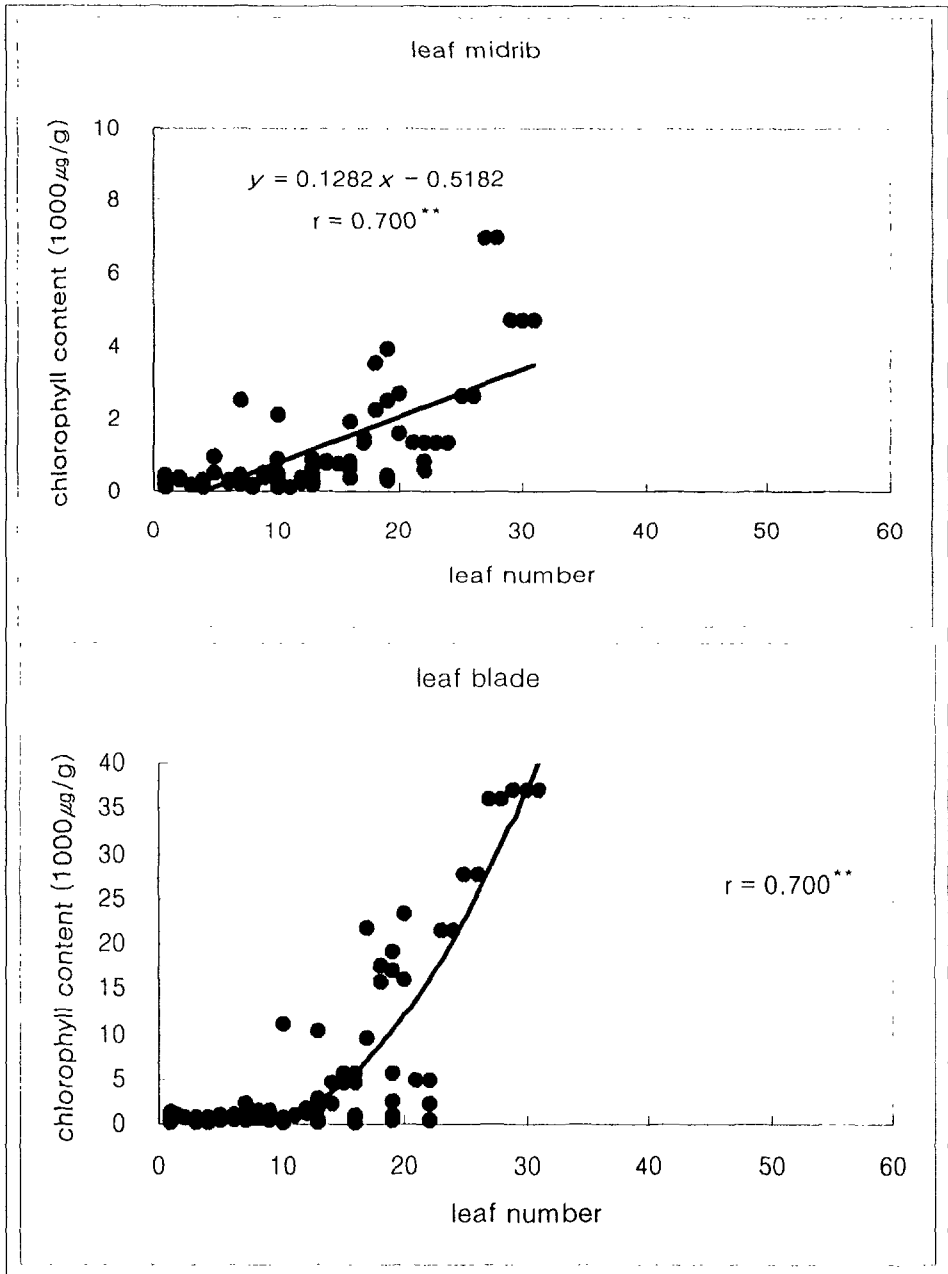 leaf midrib
chlorophyll content (1000μg/g)
10
8
6
4
2
0
y = 0.1282 x − 0.5182
r = 0.700**
0 10 20 30 40 50 60
leaf number
leaf blade
chlorophyll content (1000μg/g)
40
35
30
25
20
15
10
5
0
r = 0.700**
0 10 20 30 40 50 60
leaf number